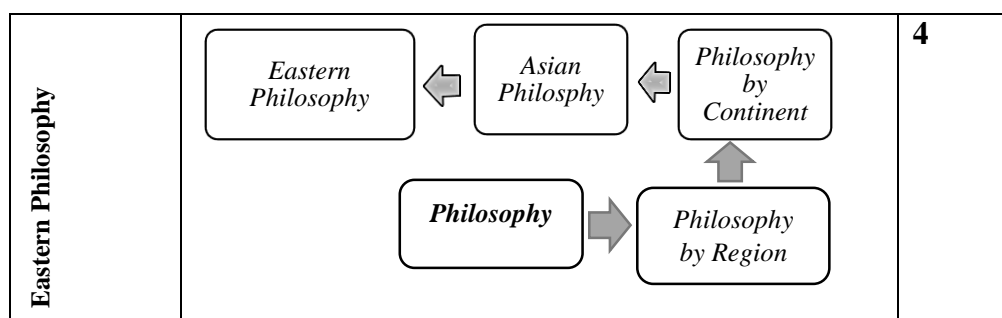 Eastern Philosophy
Eastern
Philosophy
Asian
Philosphy
Philosophy
by
Continent
4
Philosophy
Philosophy
by Region